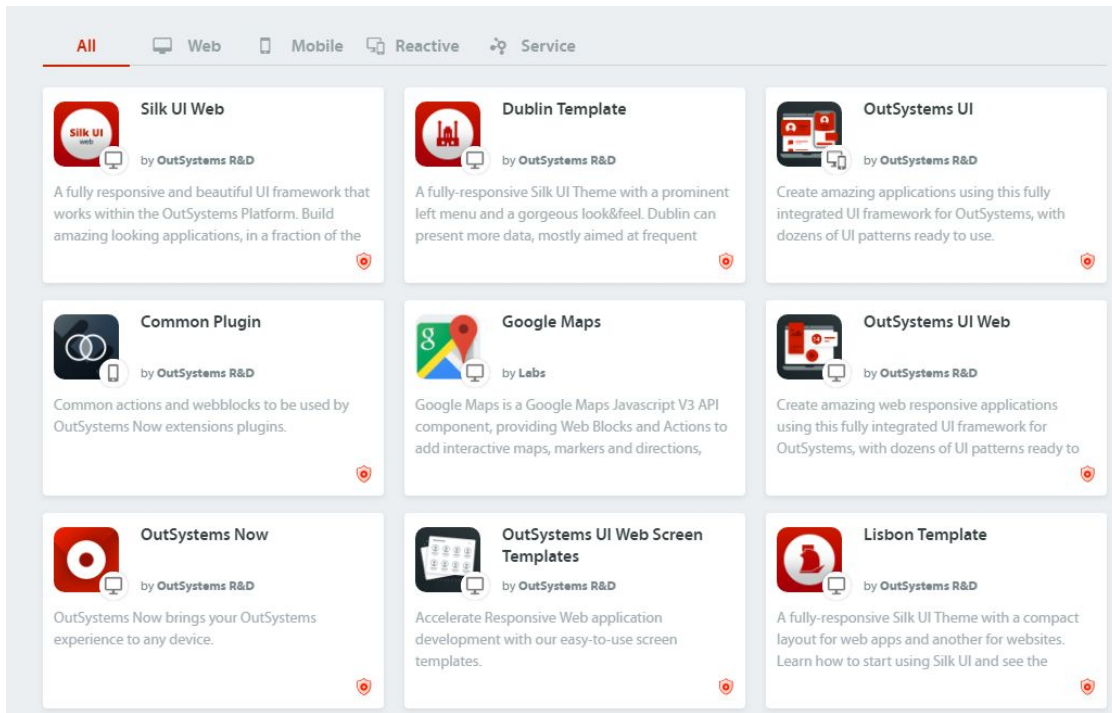 All
Web
Mobile
Reactive
Service
Silk UI
web
Silk UI Web
by OutSystems R&D
A fully responsive and beautiful UI framework that
works within the OutSystems Platform. Build
amazing looking applications, in a fraction of the
Dublin Template
by OutSystems R&D
A fully-responsive Silk UI Theme with a prominent
left menu and a gorgeous look&feel. Dublin can
present more data, mostly aimed at frequent
OutSystems UI
by OutSystems R&D
Create amazing applications using this fully
integrated UI framework for OutSystems, with
dozens of UI patterns ready to use.
Common Plugin
by OutSystems R&D
Common actions and webblocks to be used by
OutSystems Now extensions plugins.
g
Google Maps
by Labs
Google Maps is a Google Maps Javascript V3 API
component, providing Web Blocks and Actions to
add interactive maps, markers and directions,
OutSystems UI Web
by OutSystems R&D
Create amazing web responsive applications
using this fully integrated UI framework for
OutSystems, with dozens of UI patterns ready to
OutSystems Now
by OutSystems R&D
OutSystems Now brings your OutSystems
experience to any device.
OutSystems UI Web Screen
Templates
by OutSystems R&D
Accelerate Responsive Web application
development with our easy-to-use screen
templates.
Lisbon Template
by OutSystems R&D
A fully-responsive Silk UI Theme with a compact
layout for web apps and another for websites.
Learn how to start using Silk UI and see the